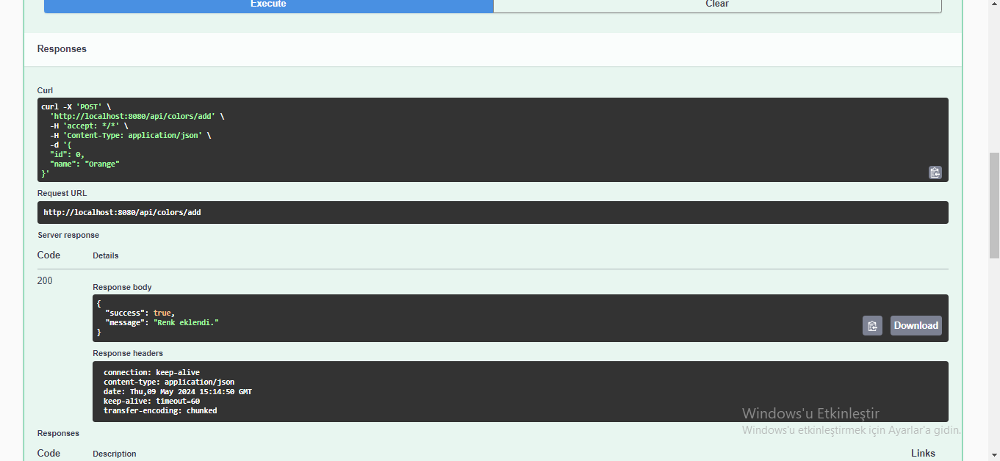 Execute
Clear
Responses
Curl
curl -X 'POST' \
'http://localhost:8080/api/colors/add' \
-H 'accept: */*' \
-H 'Content-Type: application/json' \
-d '{
"id": 0,
"name": "Orange"
}'
Request URL
http://localhost:8080/api/colors/add
Server response
Code Details
200
Response body
{
"success": true,
"message": "Renk eklendi."
}
Download
Response headers
connection: keep-alive
content-type: application/json
date: Thu,09 May 2024 15:14:50 GMT
keep-alive: timeout=60
transfer-encoding: chunked
Windows'u Etkinleştir
Windows'u etkinleştirmek için Ayarlar'a gidin.
Responses
Code Description Links